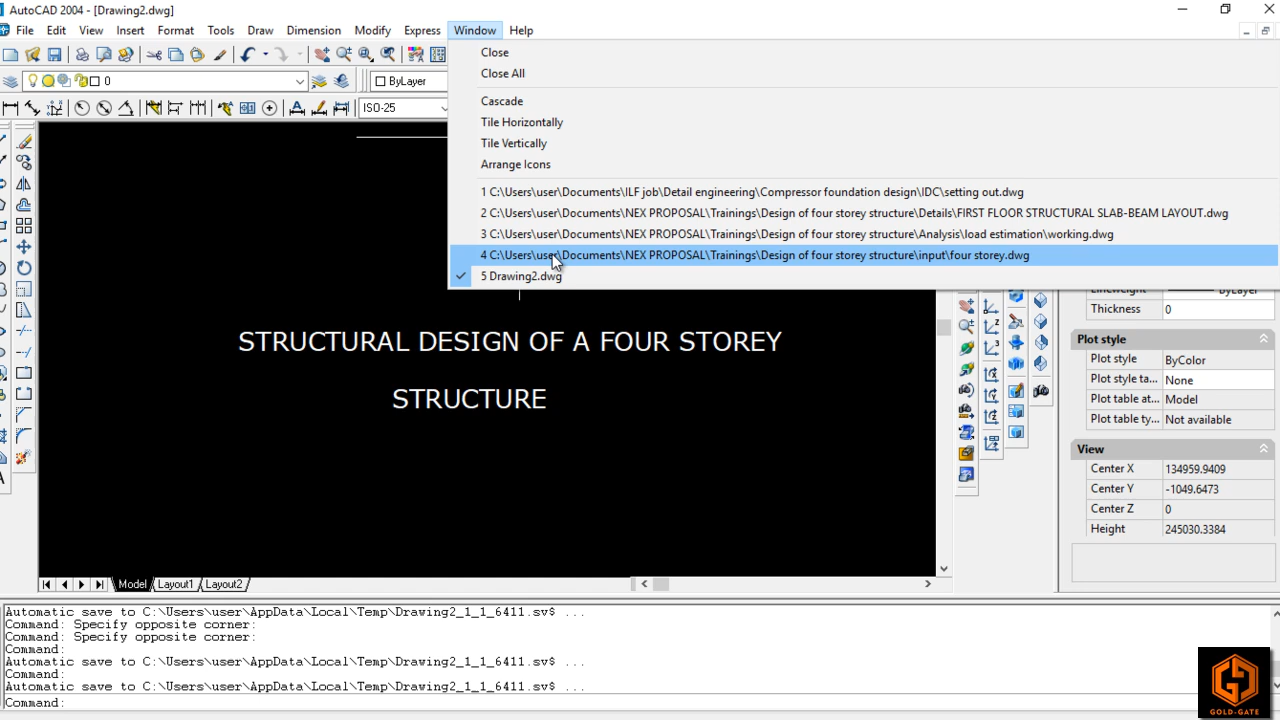 AutoCAD 2004 - [Drawing2.dwg]
File Edit View Insert Format Tools Draw Dimension Modify Express Window Help
0
ByLayer
ISO-25
Close
Close All
Cascade
Tile Horizontally
Tile Vertically
Arrange Icons
1 C:\Users\user\Documents\ILF job\Detail engineering\Compressor foundation design\IDC\setting out.dwg
2 C:\Users\user\Documents\NEX PROPOSAL\Trainings\Design of four storey structure\Details\FIRST FLOOR STRUCTURAL SLAB-BEAM LAYOUT.dwg
3 C:\Users\user\Documents\NEX PROPOSAL\Trainings\Design of four storey structure\Analysis\load estimation\working.dwg
4 C:\Users\user\Documents\NEX PROPOSAL\Trainings\Design of four storey structure\input\four storey.dwg
5 Drawing2.dwg
STRUCTURAL DESIGN OF A FOUR STOREY
STRUCTURE
Thickness 0
Plot style
Plot style ByColor
Plot style ta... None
Plot table at... Model
Plot table ty... Not available
View
Center X 134959.9409
Center Y -1049.6473
Center Z 0
Height 245030.3384
Model Layout1 Layout2
Automatic save to C:\Users\user\AppData\Local\Temp\Drawing2_1_1_6411.sv$ ...
Command: Specify opposite corner:
Command: Specify opposite corner:
Command:
Automatic save to C:\Users\user\AppData\Local\Temp\Drawing2_1_1_6411.sv$ ...
Command:
Automatic save to C:\Users\user\AppData\Local\Temp\Drawing2_1_1_6411.sv$ ...
Command:
GOLD-GATE